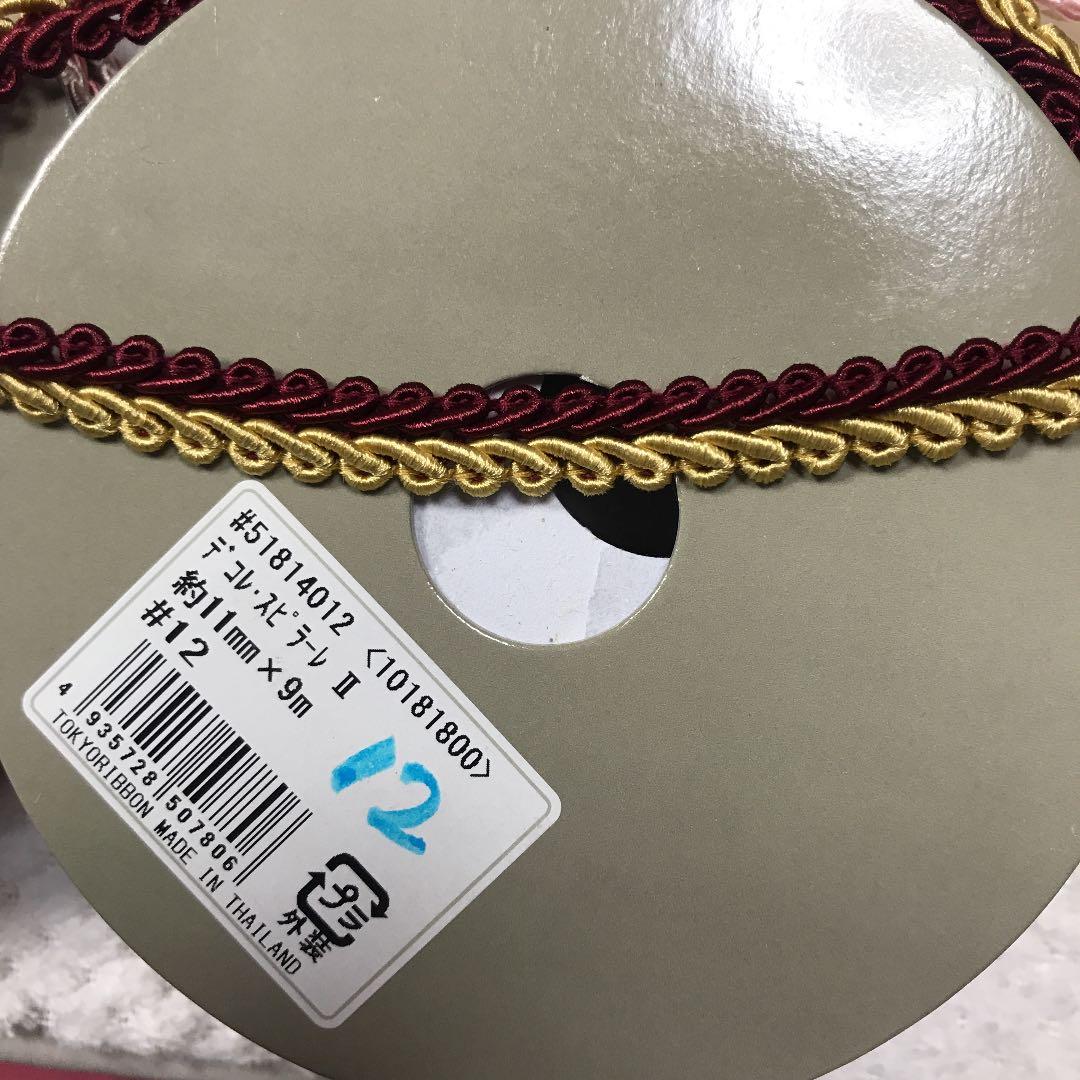 #51814012 <10181800>
ﾃﾞｺﾚ･ｽﾋﾟﾗｰﾚ Ⅱ
約11mm×9m
#12
12
4 935728 507806
TOKYORIBBON MADE IN THAILAND
プラ
外装